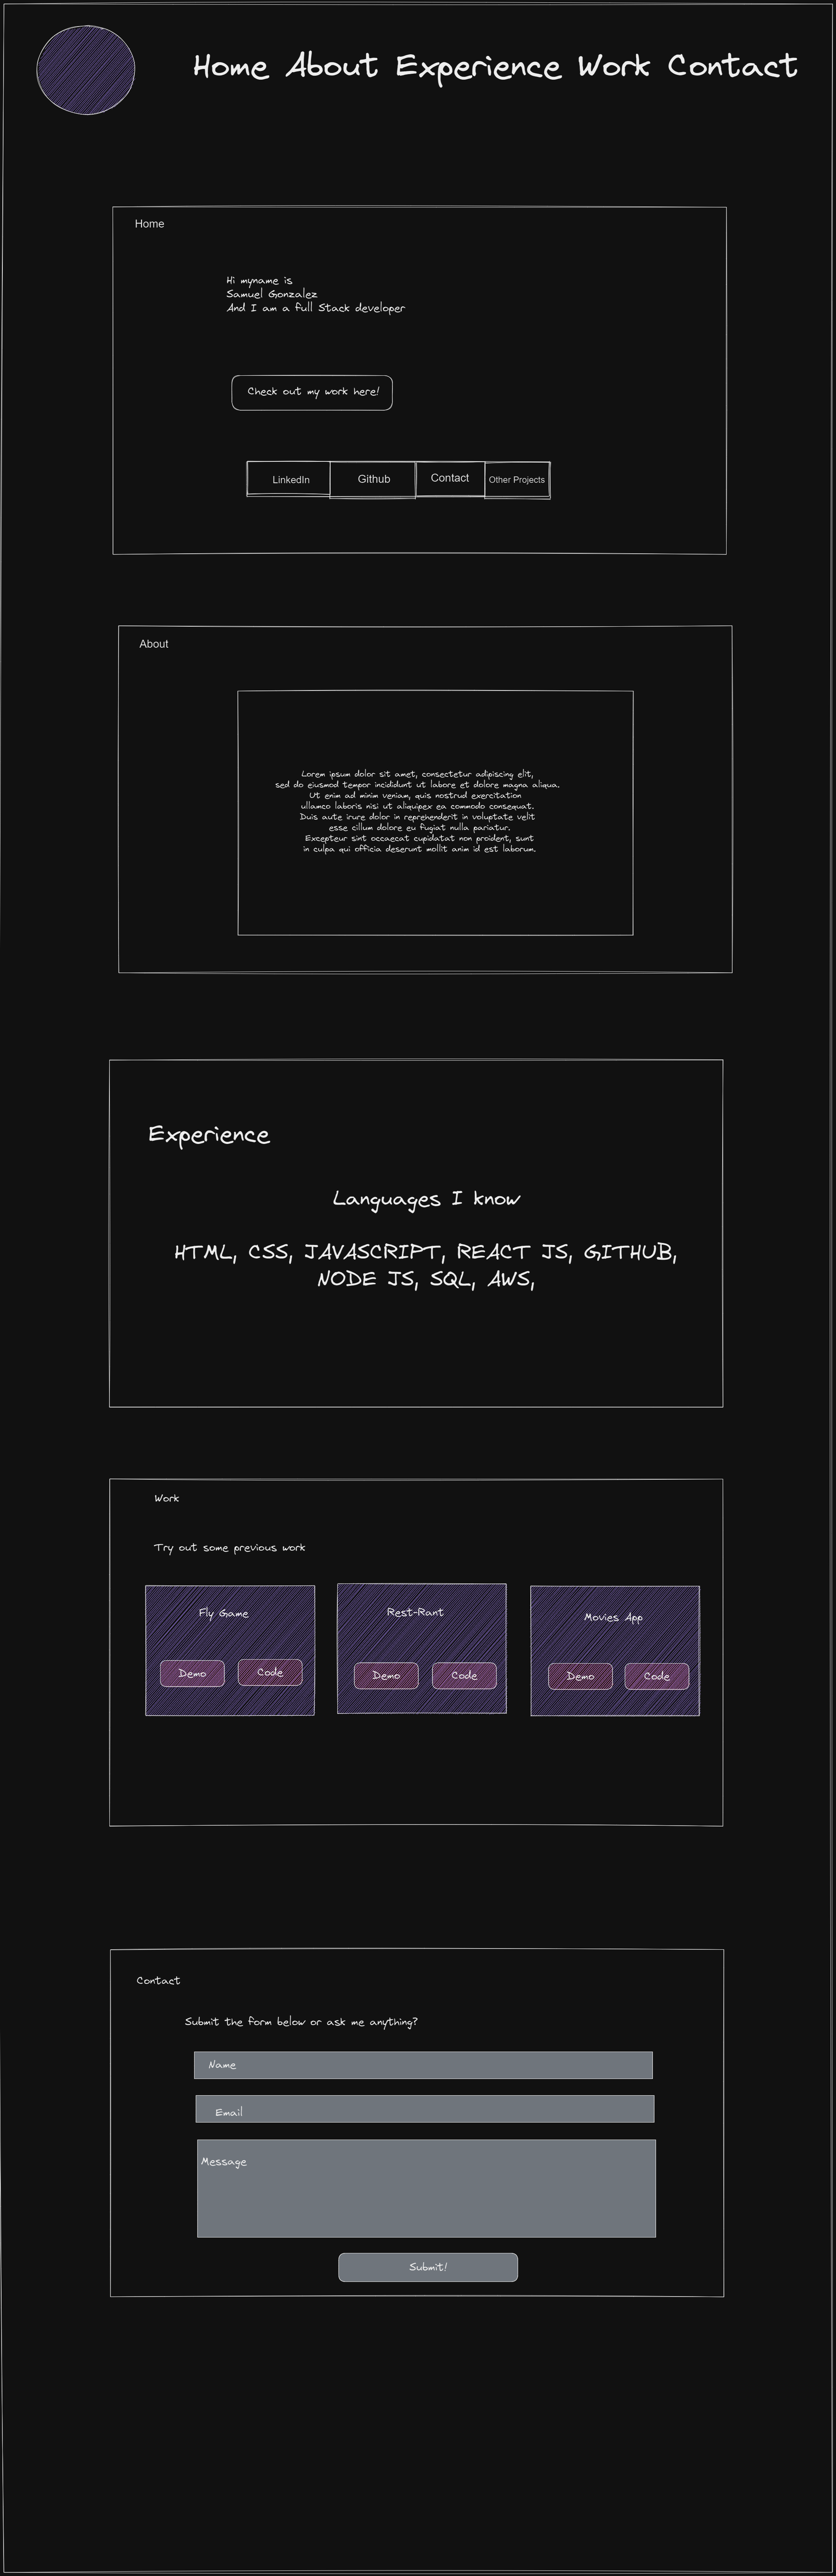 Home About Experience Work Contact
Home
Hi myname is
Samuel Gonzalez
And I am a full Stack developer
Check out my work here!
LinkedIn Github Contact Other Projects
About
Lorem ipsum dolor sit amet, consectetur adipiscing elit,
sed do eiusmod tempor incididunt ut labore et dolore magna aliqua.
Ut enim ad minim veniam, quis nostrud exercitation
ullamco laboris nisi ut aliquipex ea commodo consequat.
Duis aute irure dolor in reprehenderit in voluptate velit
esse cillum dolore eu fugiat nulla pariatur.
Excepteur sint occaecat cupidatat non proident, sunt
in culpa qui officia deserunt mollit anim id est laborum.
Experience
Languages I know
HTML, CSS, JAVASCRIPT, REACT JS, GITHUB,
NODE JS, SQL, AWS,
Work
Try out some previous work
Fly Game
Demo Code
Rest-Rant
Demo Code
Movies App
Demo Code
Contact
Submit the form below or ask me anything?
Name
Email
Message
Submit!